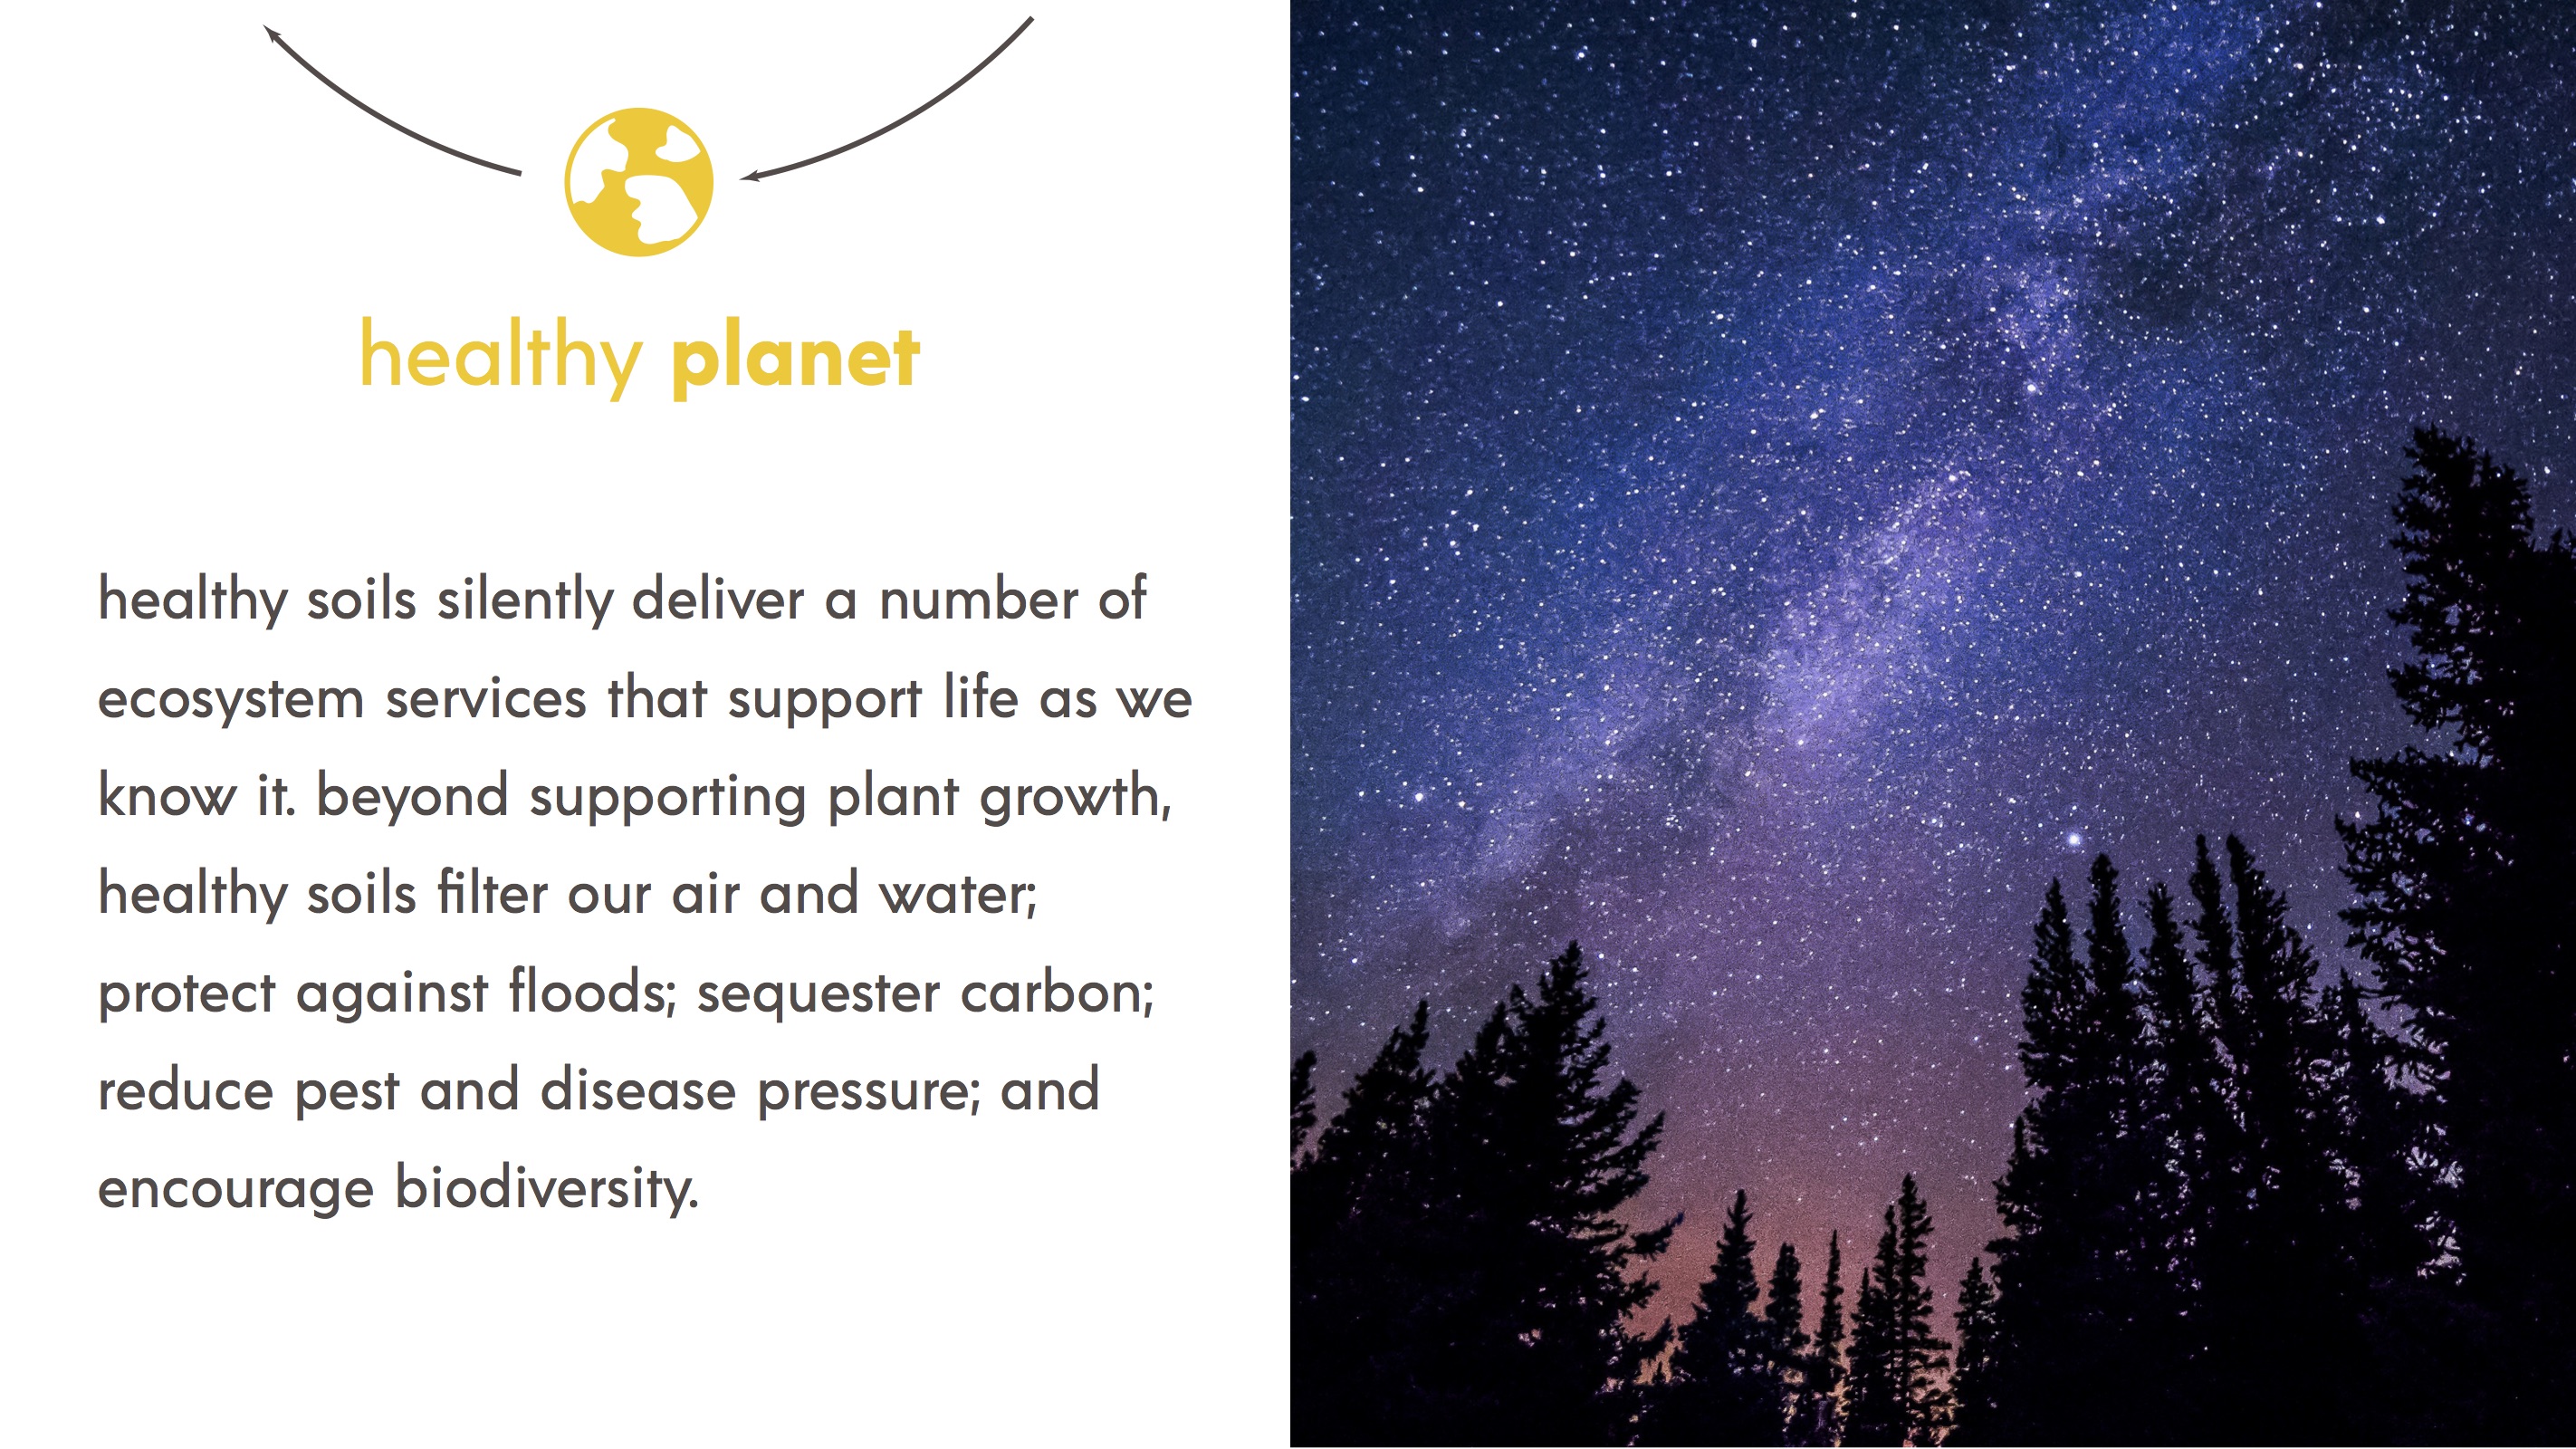 healthy planet
healthy soils silently deliver a number of
ecosystem services that support life as we
know it. beyond supporting plant growth,
healthy soils filter our air and water;
protect against floods; sequester carbon;
reduce pest and disease pressure; and
encourage biodiversity.